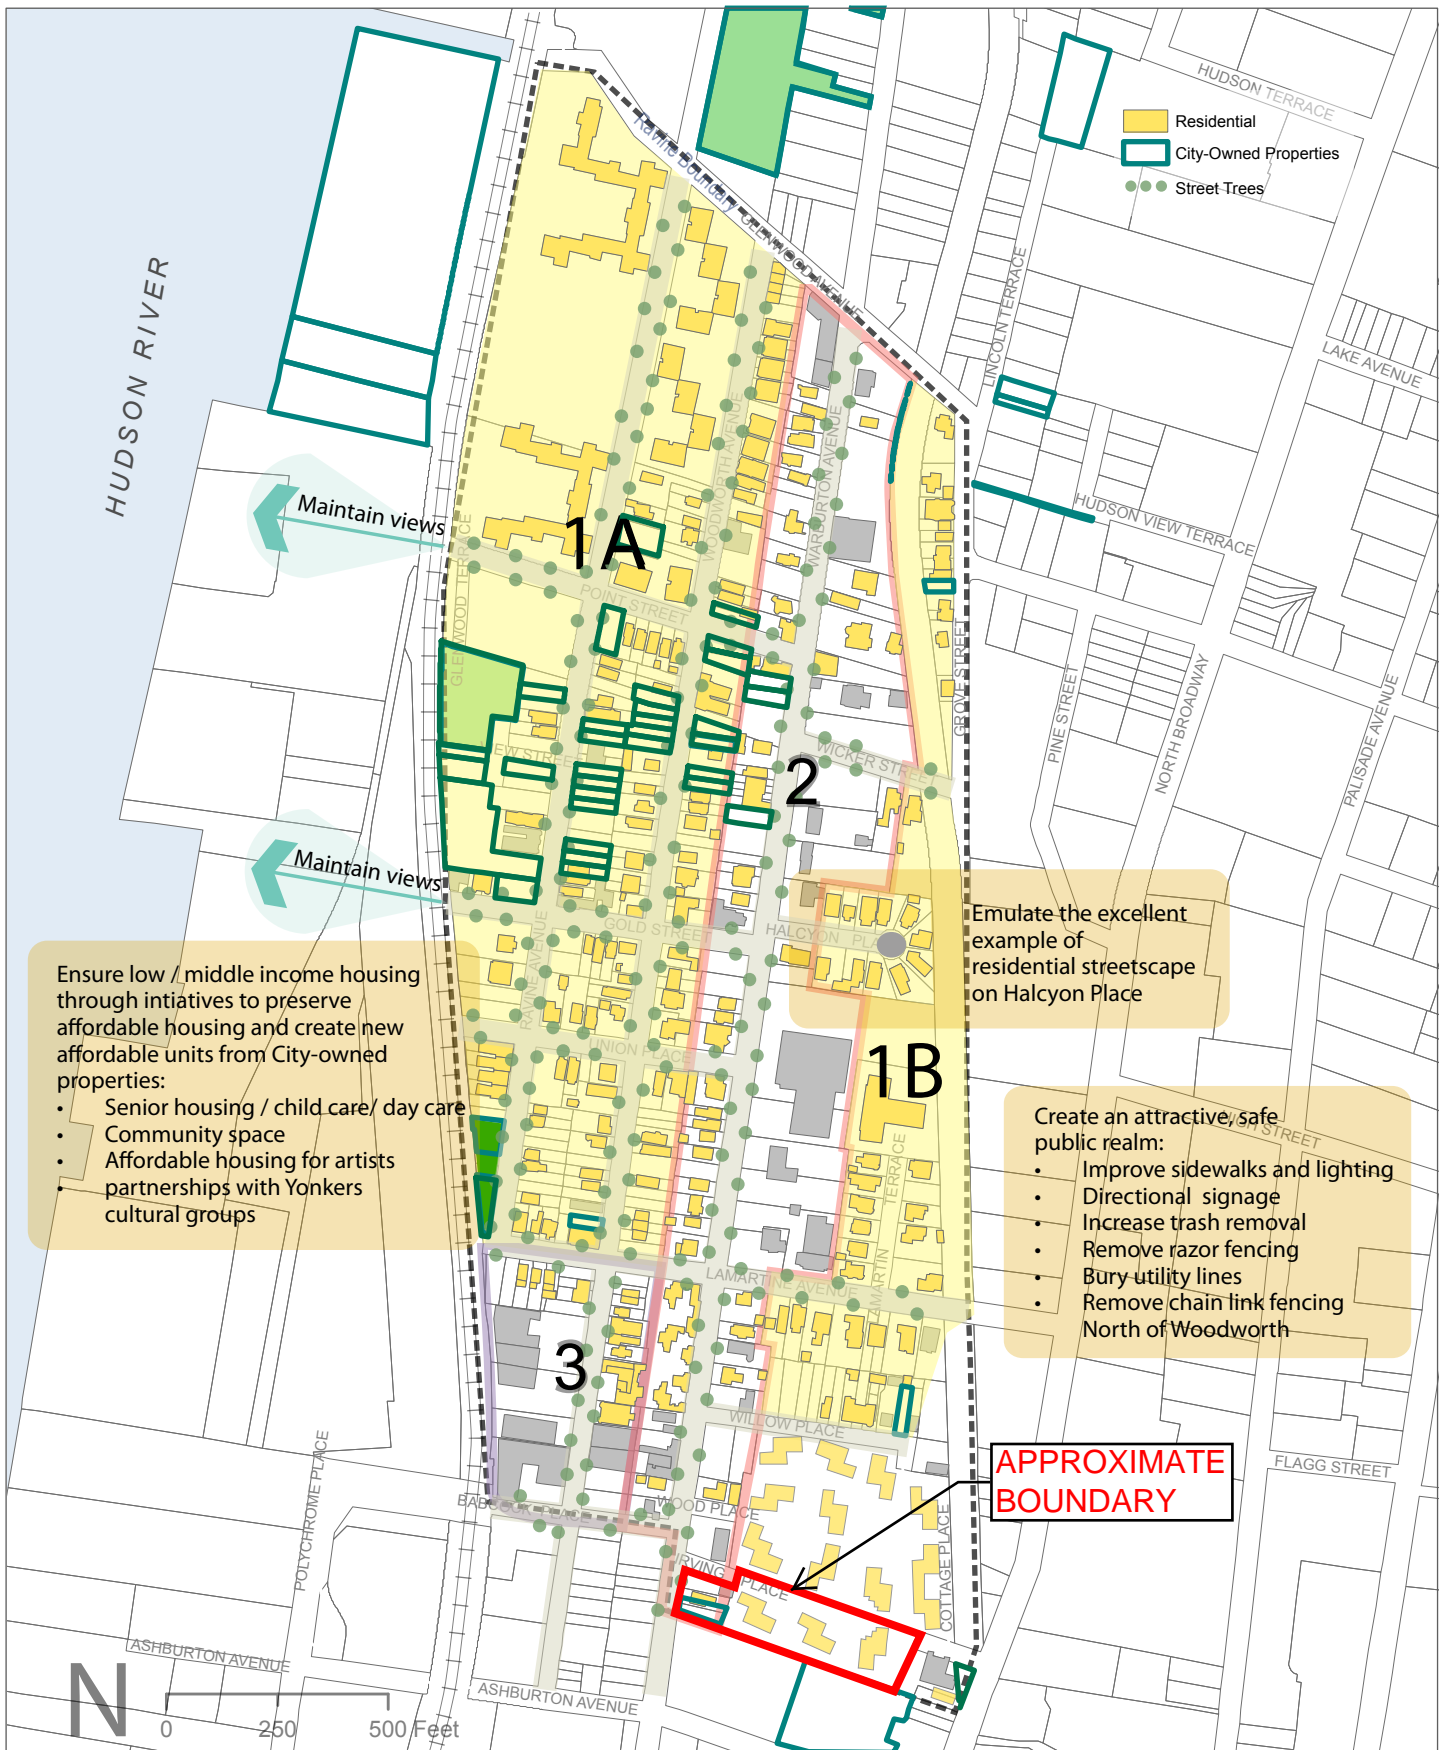 HUDSON TERRACE
Residential
City-Owned Properties
Street Trees
Ravine Boundary
GLENWOOD AVENUE
HUDSON RIVER
LINCOLN TERRACE
LAKE AVENUE
WOODWORTH AVENUE
WARBURTON AVENUE
Maintain views
HUDSON VIEW TERRACE
1A
GLENWOOD TERRACE
POINT STREET
GROVE STREET
PINE STREET
NORTH BROADWAY
PALISADE AVENUE
VIEW STREET
WICKER STREET
2
Maintain views
GOLD STREET
HALCYON PLACE
RAVINE AVENUE
Emulate the excellent
example of
residential streetscape
on Halcyon Place
Ensure low / middle income housing
through intiatives to preserve
affordable housing and create new
affordable units from City-owned
properties:
• Senior housing / child care/ day care
• Community space
• Affordable housing for artists
• partnerships with Yonkers
cultural groups
UNION PLACE
1B
Create an attractive, safe
public realm:
• Improve sidewalks and lighting
• Directional signage
• Increase trash removal
• Remove razor fencing
• Bury utility lines
• Remove chain link fencing
North of Woodworth
HIGH STREET
LAMARTIN TERRACE
LAMARTINE AVENUE
3
WILLOW PLACE
APPROXIMATE
BOUNDARY
FLAGG STREET
POLYCHROME PLACE
BABCOCK PLACE
WOOD PLACE
IRVING PLACE
COTTAGE PLACE
ASHBURTON AVENUE
ASHBURTON AVENUE
N
0 250 500 Feet